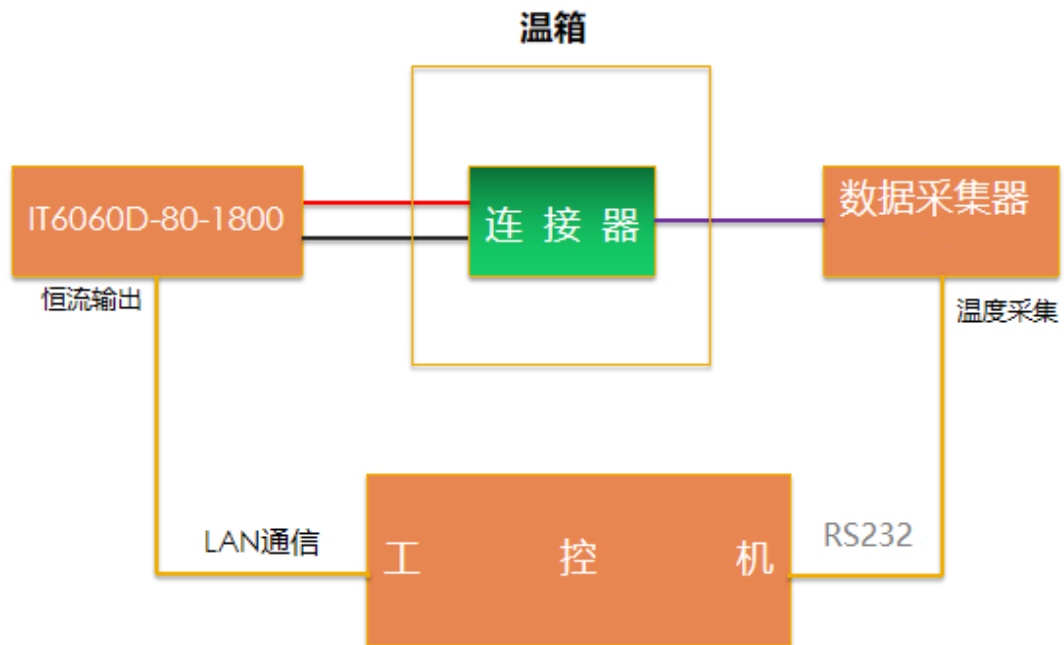 温箱
IT6060D-80-1800
连接器
数据采集器
恒流输出
温度采集
LAN通信
工控机
RS232